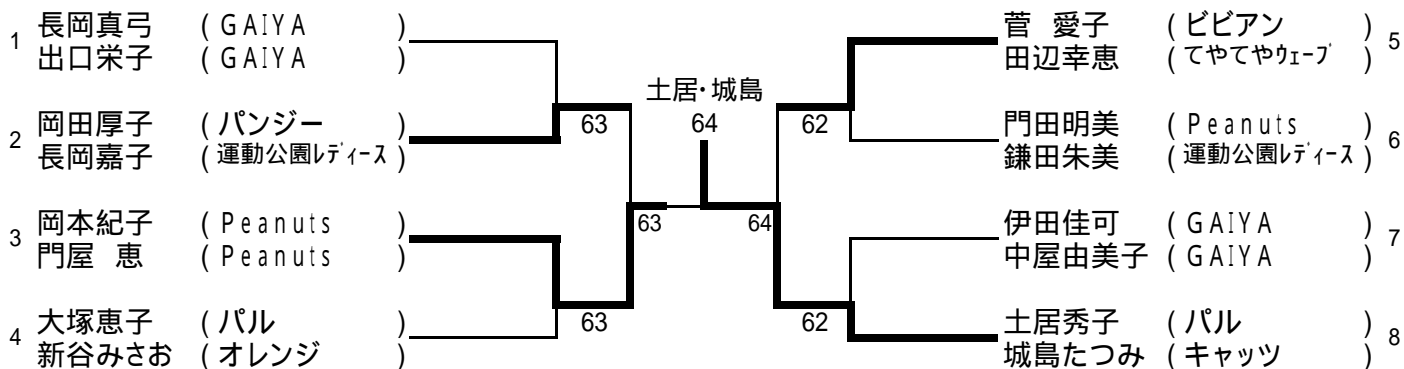 1 長岡真弓 ( GAIYA )
出口栄子 ( GAIYA )
2 岡田厚子 ( パンジー )
長岡嘉子 ( 運動公園ﾚﾃﾞｨｰｽ )
3 岡本紀子 ( Peanuts )
門屋 恵 ( Peanuts )
4 大塚恵子 ( パル )
新谷みさお ( オレンジ )
63
63
63
土居・城島
64
64
62
62
菅 愛子 ( ビビアン ) 5
田辺幸恵 ( てやてやｳｪｰﾌﾞ )
門田明美 ( Peanuts ) 6
鎌田朱美 ( 運動公園ﾚﾃﾞｨｰｽ )
伊田佳可 ( GAIYA ) 7
中屋由美子 ( GAIYA )
土居秀子 ( パル ) 8
城島たつみ ( キャッツ )